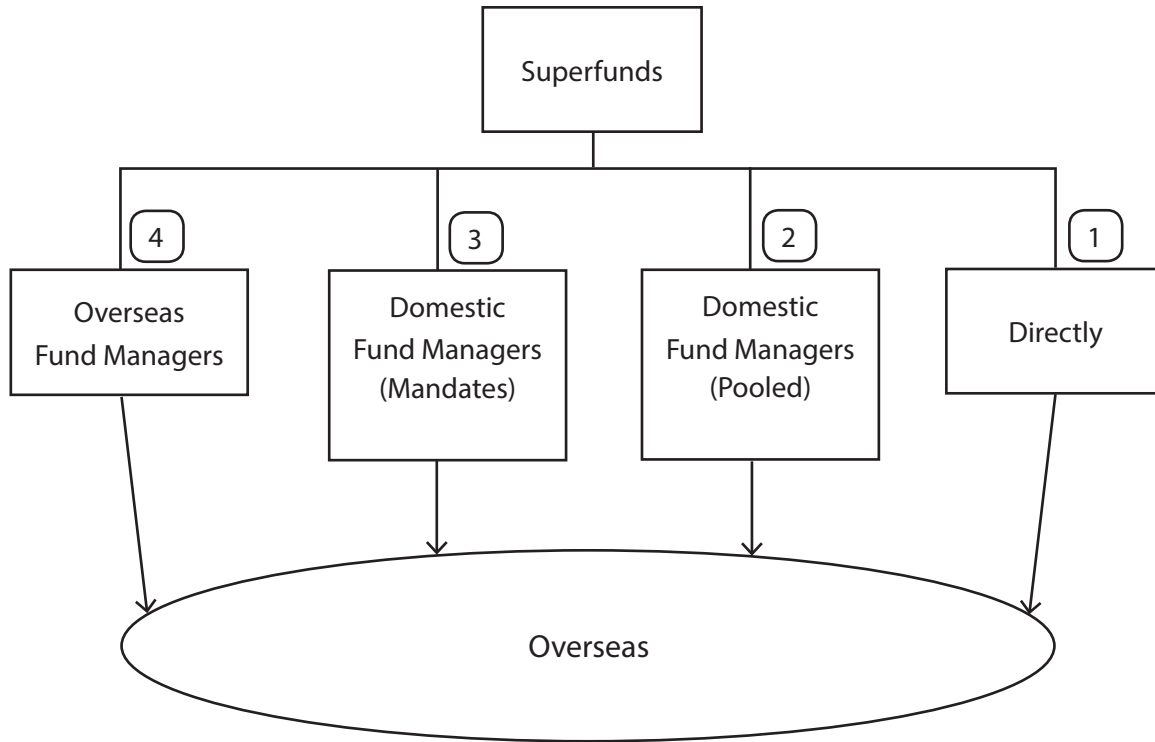 Superfunds
4
3
2
1
Overseas
Fund Managers
Domestic
Fund Managers
(Mandates)
Domestic
Fund Managers
(Pooled)
Directly
Overseas